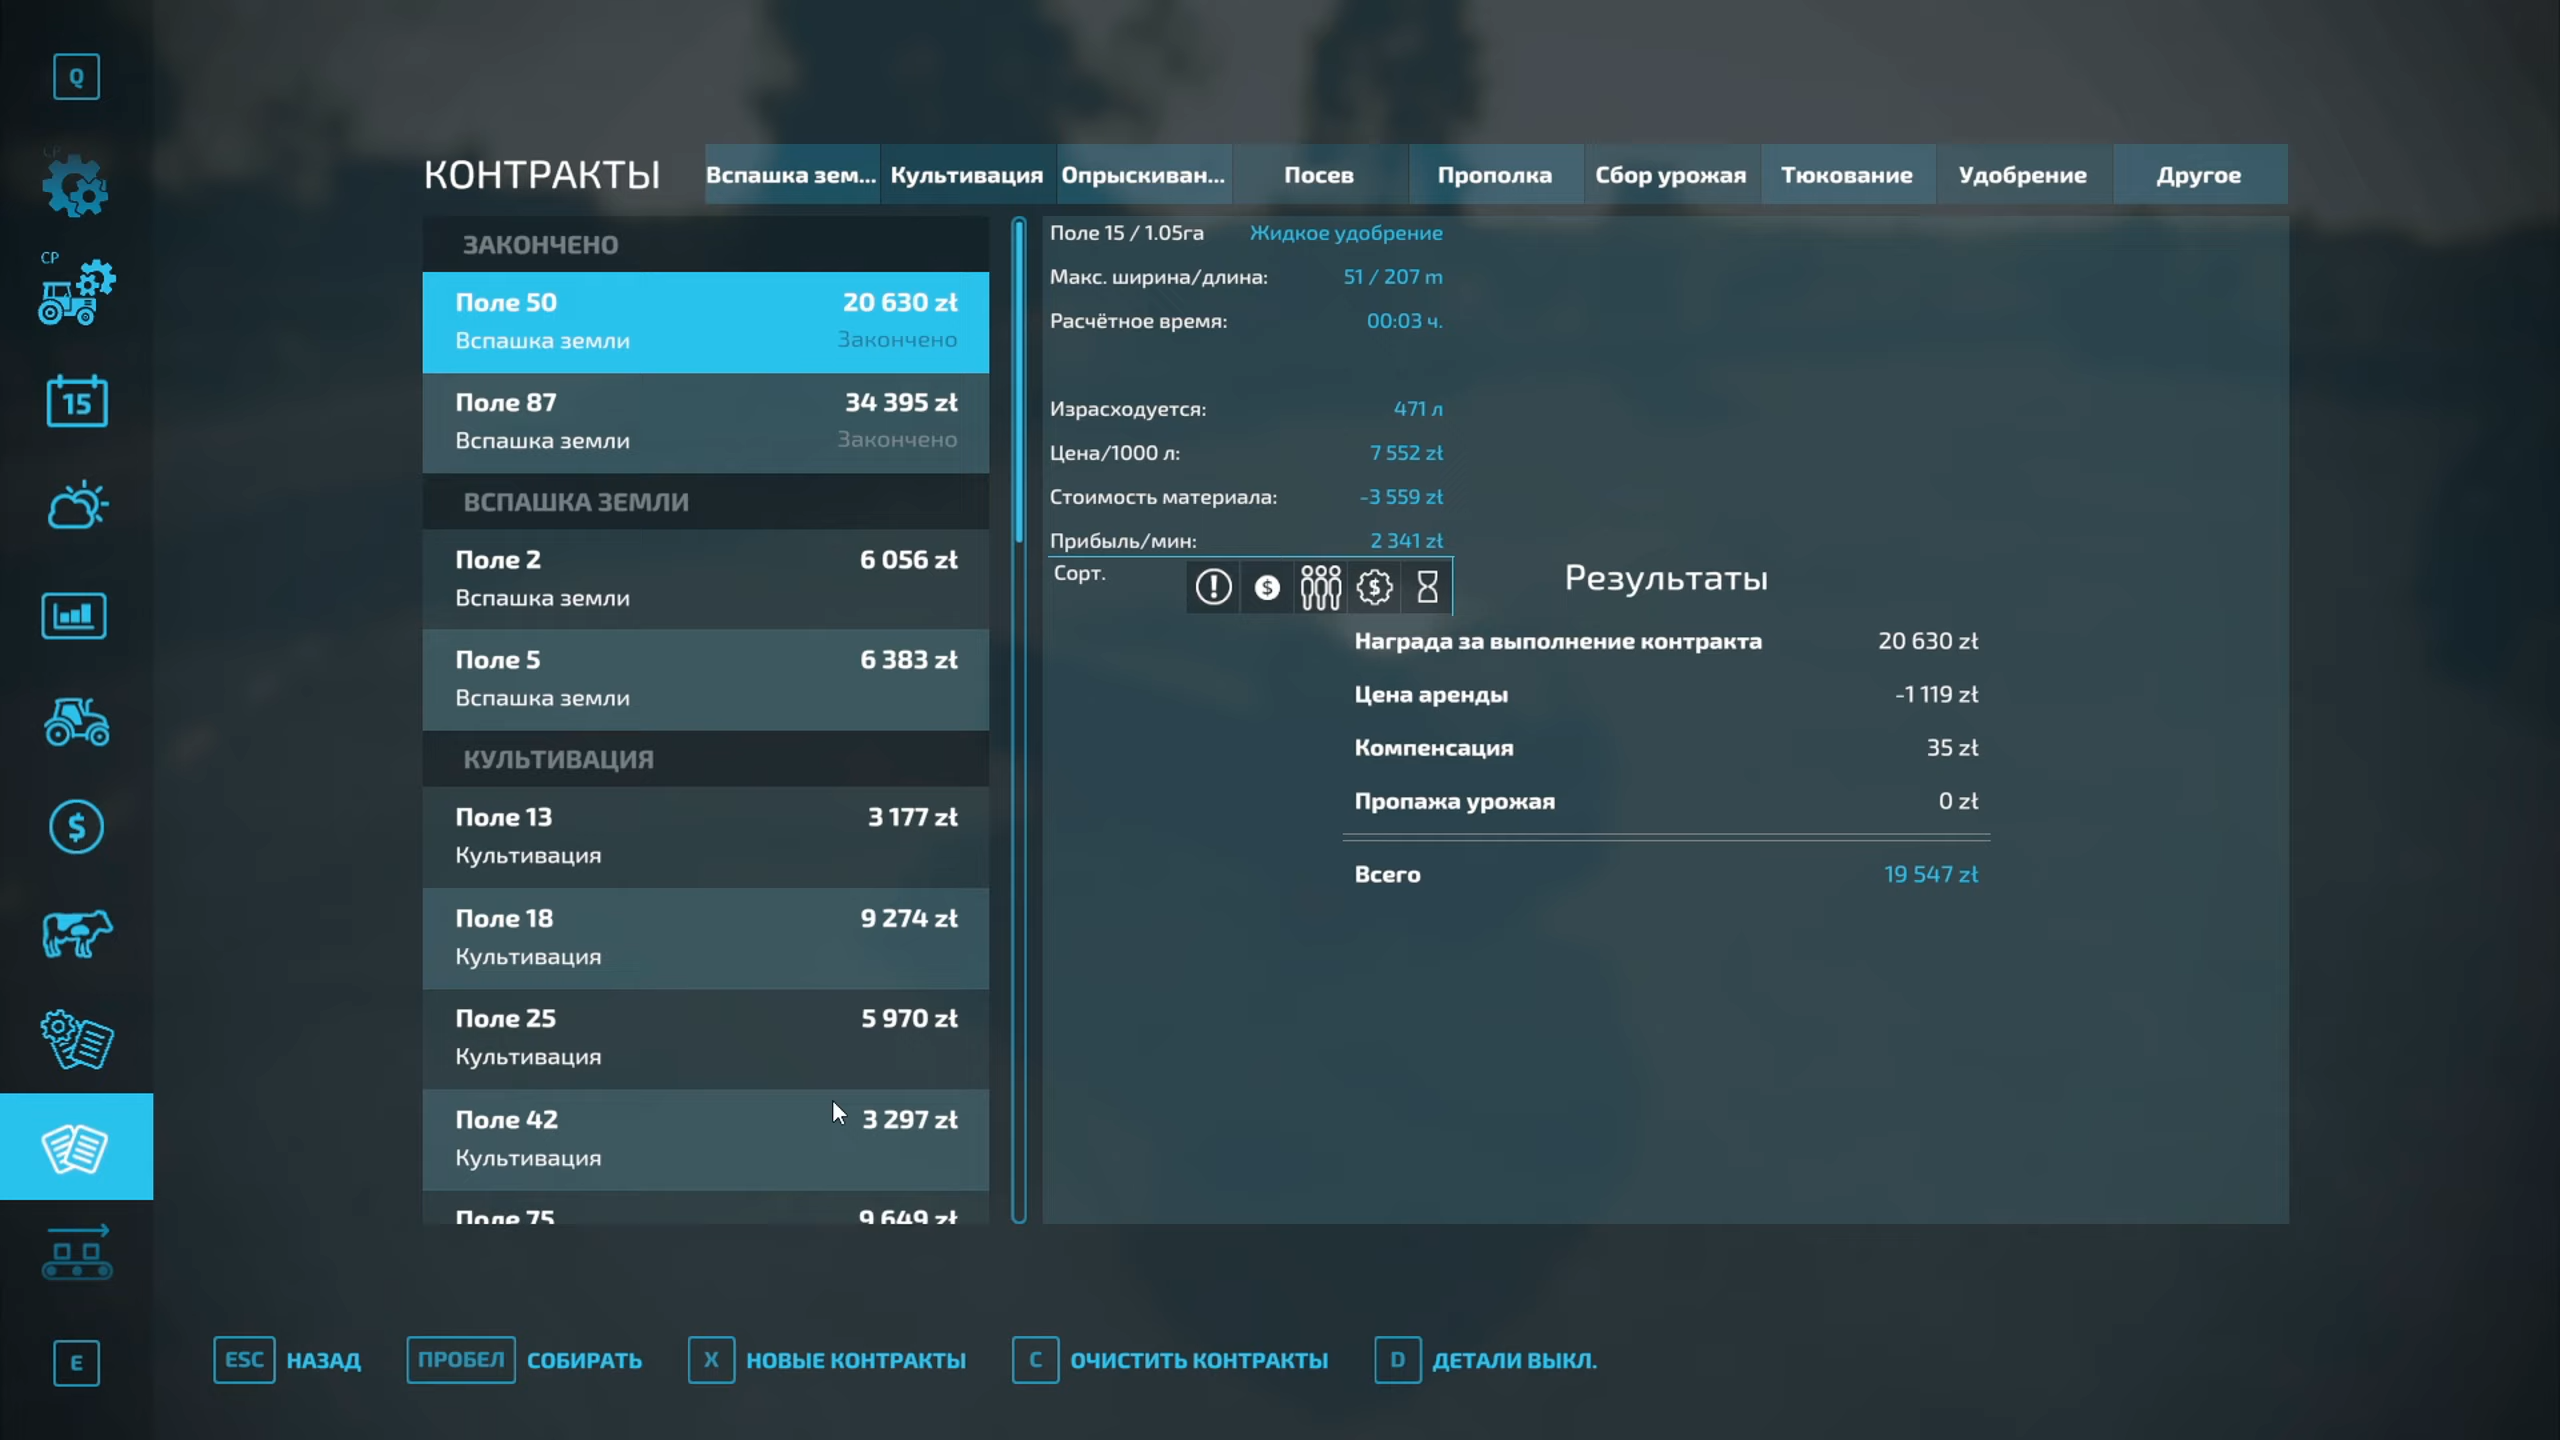 Q
CP
CP
15
E
КОНТРАКТЫ
Вспашка зем...
Культивация
Опрыскиван...
Посев
Прополка
Сбор урожая
Тюкование
Удобрение
Другое
ЗАКОНЧЕНО
Поле 50 20 630 zł
Вспашка земли Закончено
Поле 87 34 395 zł
Вспашка земли Закончено
ВСПАШКА ЗЕМЛИ
Поле 2 6 056 zł
Вспашка земли
Поле 5 6 383 zł
Вспашка земли
КУЛЬТИВАЦИЯ
Поле 13 3 177 zł
Культивация
Поле 18 9 274 zł
Культивация
Поле 25 5 970 zł
Культивация
Поле 42 3 297 zł
Культивация
Поле 75 9 649 zł
Поле 15 / 1.05га Жидкое удобрение
Макс. ширина/длина: 51 / 207 m
Расчётное время: 00:03 ч.
Израсходуется: 471 л
Цена/1000 л: 7 552 zł
Стоимость материала: -3 559 zł
Прибыль/мин: 2 341 zł
Сорт.
Результаты
Награда за выполнение контракта 20 630 zł
Цена аренды -1 119 zł
Компенсация 35 zł
Пропажа урожая 0 zł
Всего 19 547 zł
ESC НАЗАД ПРОБЕЛ СОБИРАТЬ X НОВЫЕ КОНТРАКТЫ C ОЧИСТИТЬ КОНТРАКТЫ D ДЕТАЛИ ВЫКЛ.